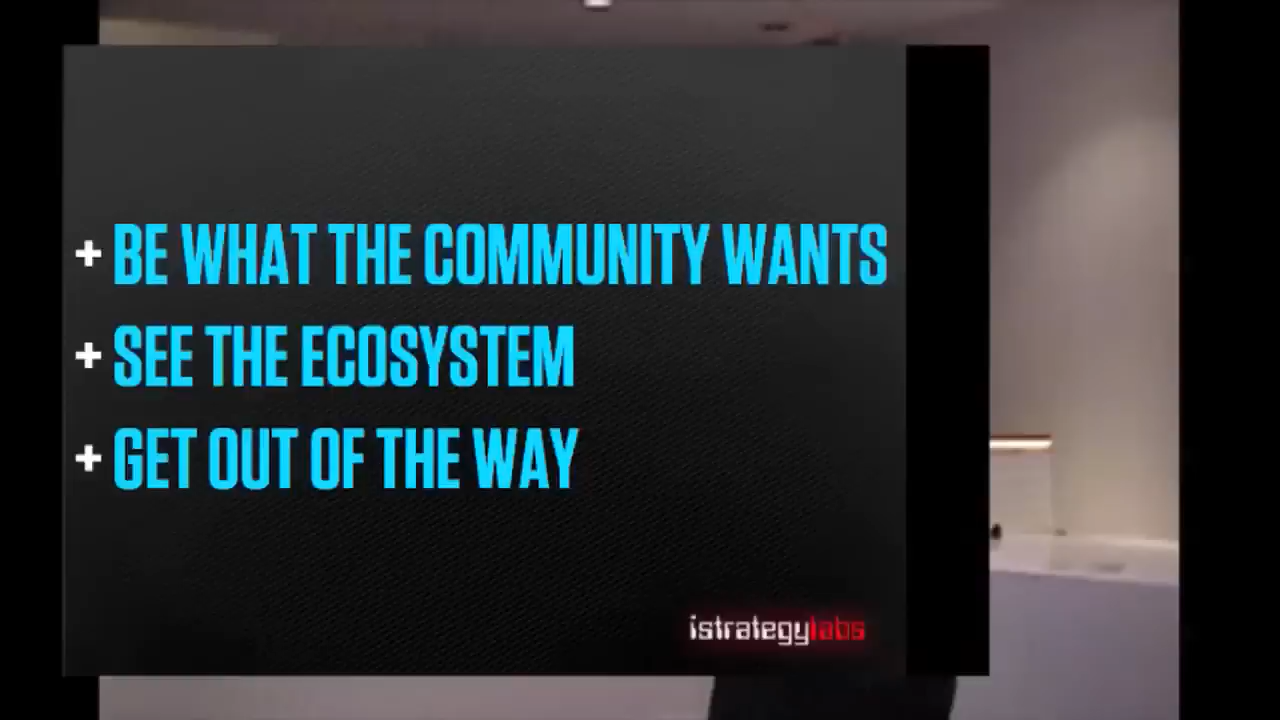 + BE WHAT THE COMMUNITY WANTS
+ SEE THE ECOSYSTEM
+ GET OUT OF THE WAY
istrategylabs